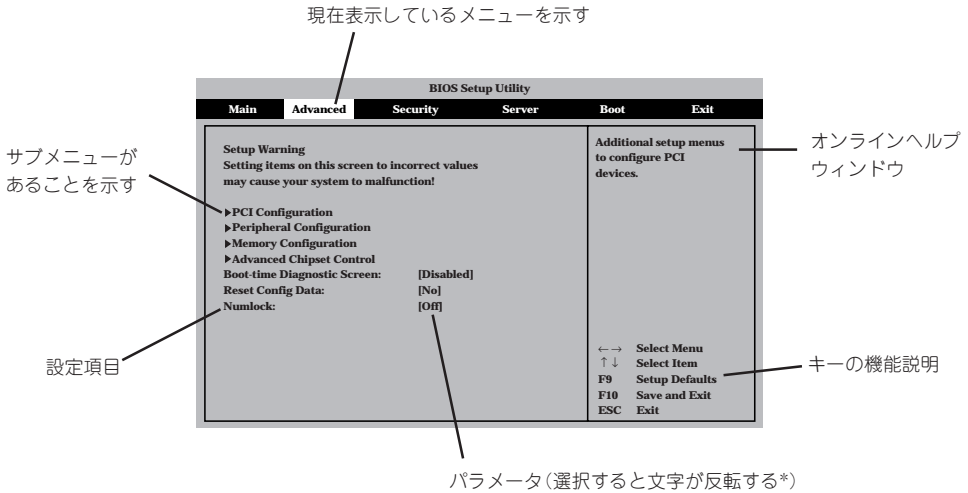 現在表示しているメニューを示す
BIOS Setup Utility
Main Advanced Security Server Boot Exit
サブメニューが
あることを示す
Setup Warning
Setting items on this screen to incorrect values
may cause your system to malfunction!
▶PCI Configuration
▶Peripheral Configuration
▶Memory Configuration
▶Advanced Chipset Control
Boot-time Diagnostic Screen: [Disabled]
Reset Config Data: [No]
Numlock: [Off]
Additional setup menus
to configure PCI
devices.
オンラインヘルプ
ウィンドウ
設定項目
←→ Select Menu
↑↓ Select Item
F9 Setup Defaults
F10 Save and Exit
ESC Exit
キーの機能説明
パラメータ（選択すると文字が反転する*）